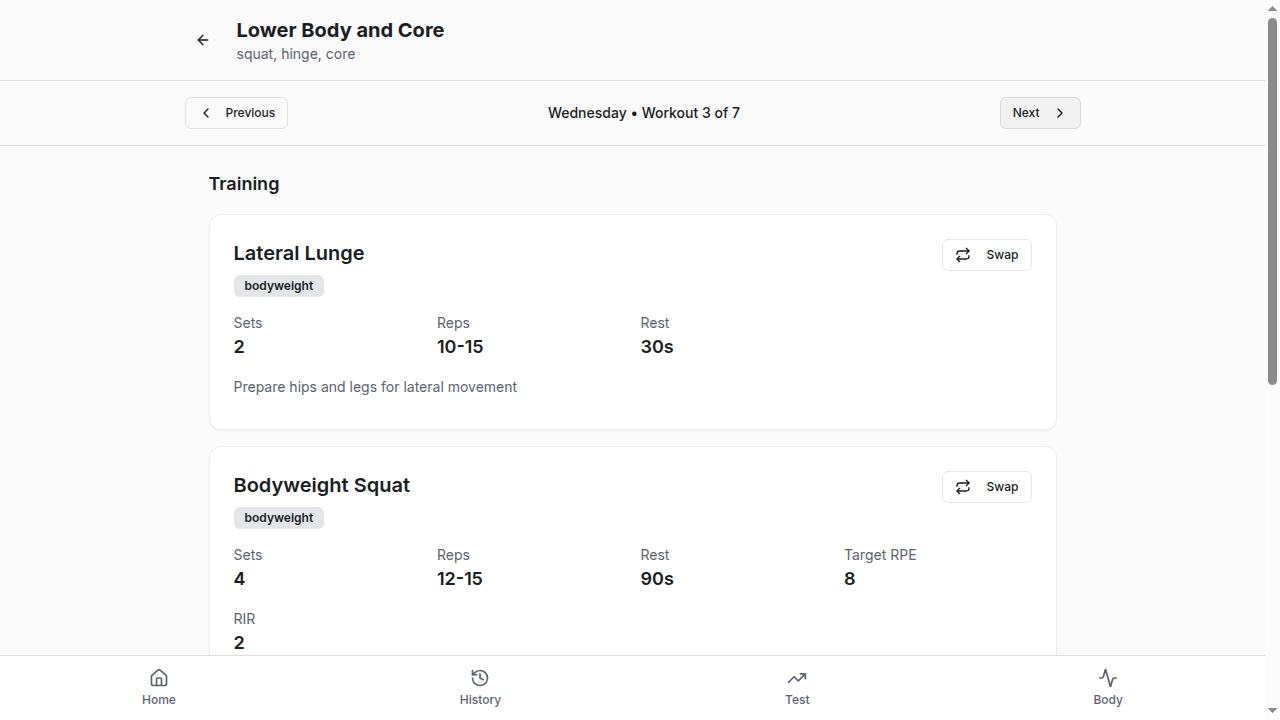 Lower Body and Core
squat, hinge, core
Previous
Wednesday • Workout 3 of 7
Next
Training
Lateral Lunge
Swap
bodyweight
Sets
Reps
Rest
2
10-15
30s
Prepare hips and legs for lateral movement
Bodyweight Squat
Swap
bodyweight
Sets
Reps
Rest
Target RPE
4
12-15
90s
8
RIR
2
Home
History
Test
Body